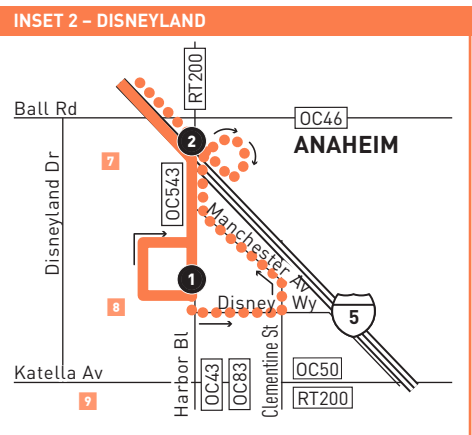 INSET 2 – DISNEYLAND
RT200
Ball Rd
OC46
2
ANAHEIM
7
Disneyland Dr
OC543
Manchester Av
1
8
Disney Wy
5
Harbor Bl
OC43
OC83
Clementine St
OC50
Katella Av
RT200
9